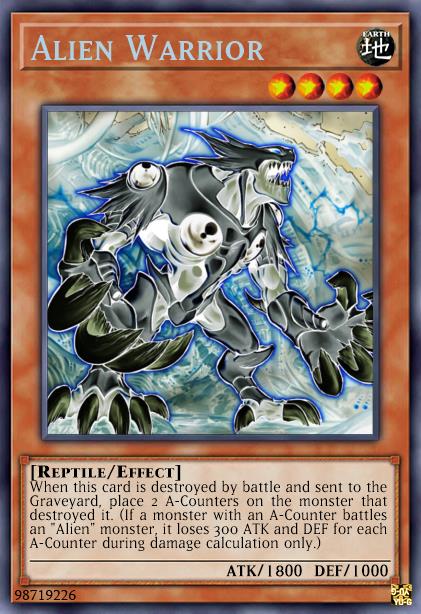 ALIEN WARRIOR
EARTH
地
[REPTILE/EFFECT]
When this card is destroyed by battle and sent to the
Graveyard, place 2 A-Counters on the monster that
destroyed it. (If a monster with an A-Counter battles
an "Alien" monster, it loses 300 ATK and DEF for each
A-Counter during damage calculation only.)
ATK/1800 DEF/1000
98719226